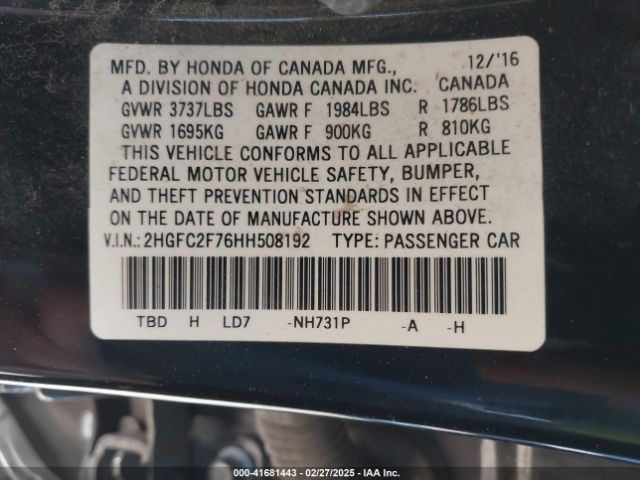 MFD. BY HONDA OF CANADA MFG., 12/'16
A DIVISION OF HONDA CANADA INC. CANADA
GVWR 3737LBS GAWR F 1984LBS R 1786LBS
GVWR 1695KG GAWR F 900KG R 810KG
THIS VEHICLE CONFORMS TO ALL APPLICABLE
FEDERAL MOTOR VEHICLE SAFETY, BUMPER,
AND THEFT PREVENTION STANDARDS IN EFFECT
ON THE DATE OF MANUFACTURE SHOWN ABOVE.
V.I.N.: 2HGFC2F76HH508192 TYPE: PASSENGER CAR
TBD H LD7 -NH731P -A -H
000-41681443 - 02/27/2025 - IAA Inc.